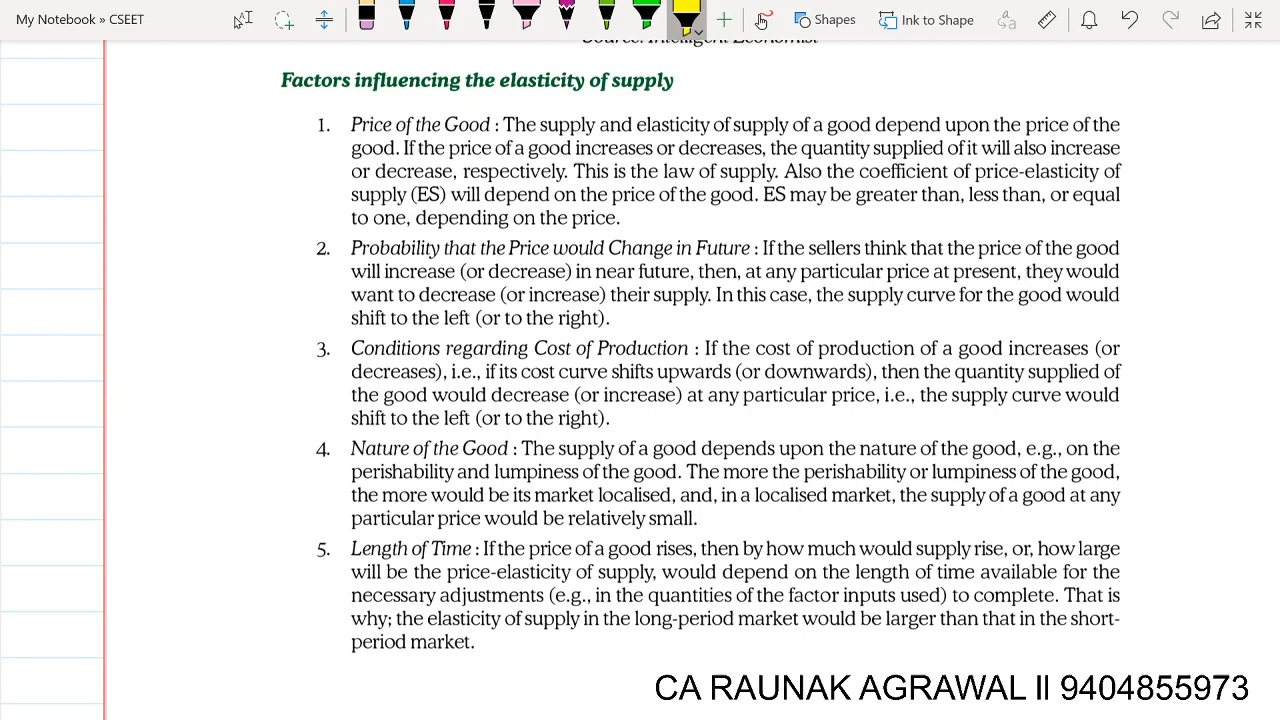 My Notebook » CSEET
Shapes
Ink to Shape
Source: Intelligent Economist
Factors influencing the elasticity of supply
1. Price of the Good : The supply and elasticity of supply of a good depend upon the price of the
good. If the price of a good increases or decreases, the quantity supplied of it will also increase
or decrease, respectively. This is the law of supply. Also the coefficient of price-elasticity of
supply (ES) will depend on the price of the good. ES may be greater than, less than, or equal
to one, depending on the price.
2. Probability that the Price would Change in Future : If the sellers think that the price of the good
will increase (or decrease) in near future, then, at any particular price at present, they would
want to decrease (or increase) their supply. In this case, the supply curve for the good would
shift to the left (or to the right).
3. Conditions regarding Cost of Production : If the cost of production of a good increases (or
decreases), i.e., if its cost curve shifts upwards (or downwards), then the quantity supplied of
the good would decrease (or increase) at any particular price, i.e., the supply curve would
shift to the left (or to the right).
4. Nature of the Good : The supply of a good depends upon the nature of the good, e.g., on the
perishability and lumpiness of the good. The more the perishability or lumpiness of the good,
the more would be its market localised, and, in a localised market, the supply of a good at any
particular price would be relatively small.
5. Length of Time : If the price of a good rises, then by how much would supply rise, or, how large
will be the price-elasticity of supply, would depend on the length of time available for the
necessary adjustments (e.g., in the quantities of the factor inputs used) to complete. That is
why; the elasticity of supply in the long-period market would be larger than that in the short-
period market.
CA RAUNAK AGRAWAL ll 9404855973